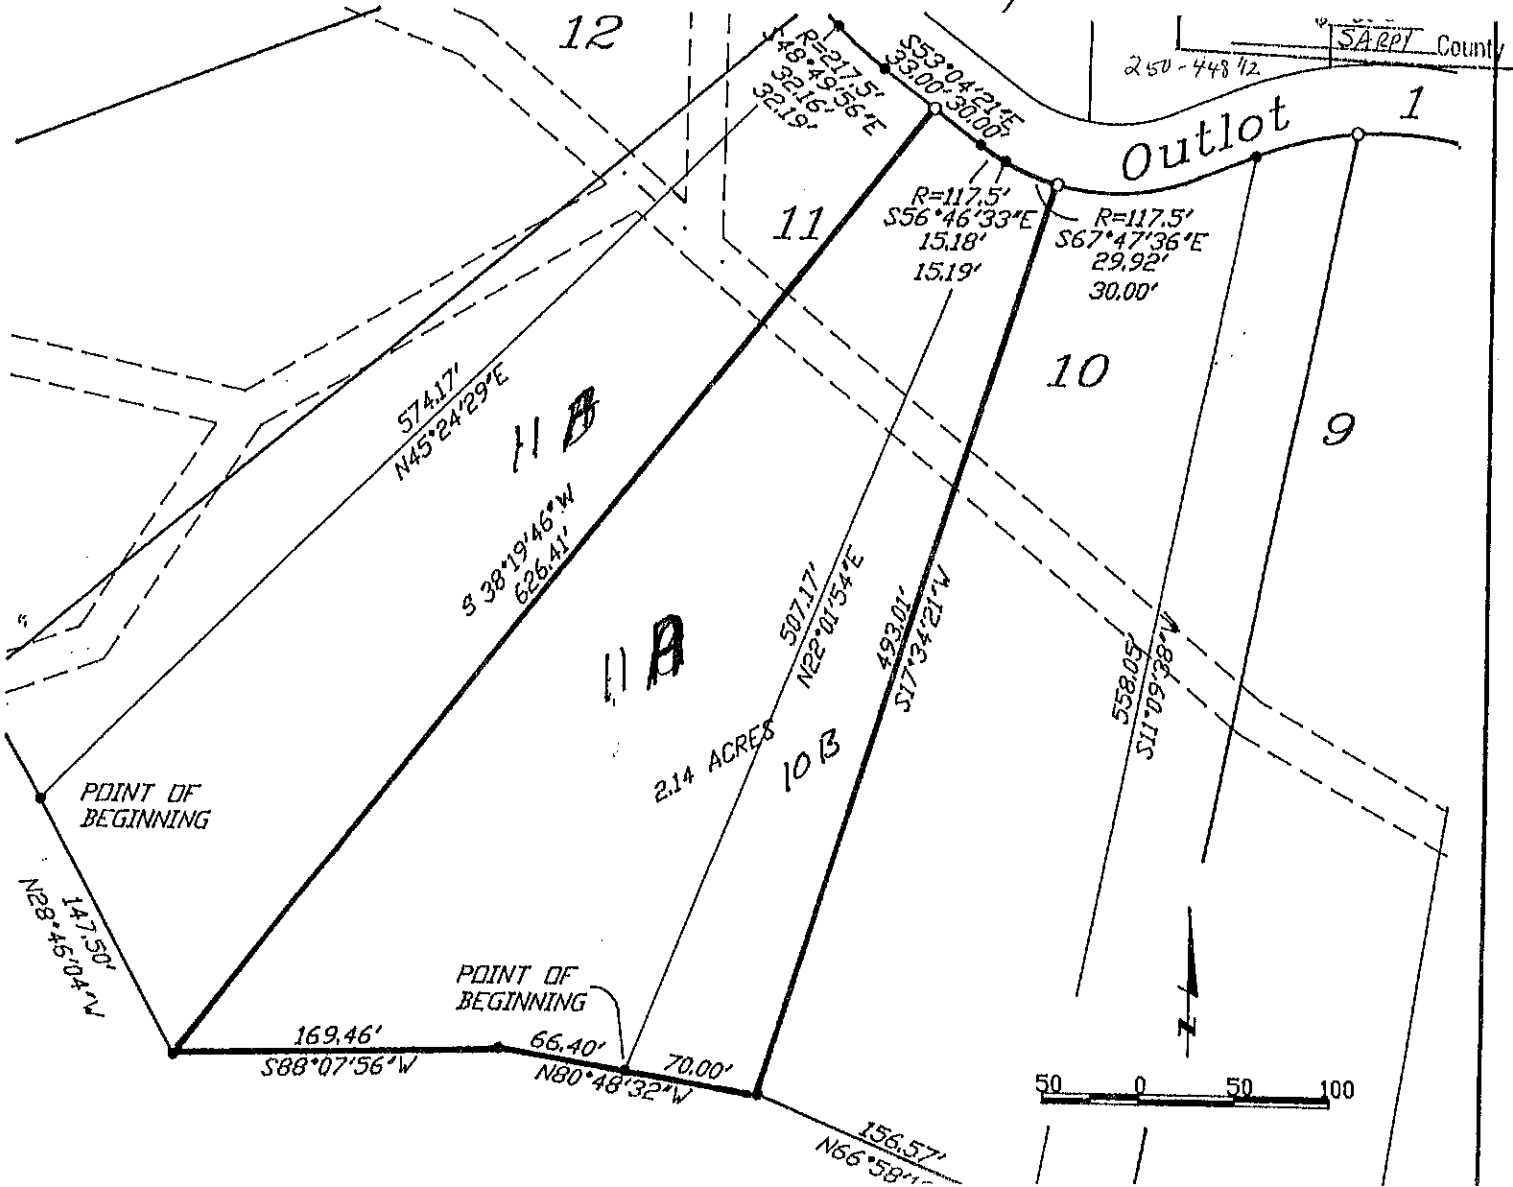 12
SARPY County
250-448 1/2
R=217.5'
S48°49'56"E
32.16'
32.19'
S53°04'21"E
33.00' 30.00'
Outlot 1
11
R=117.5'
S56°46'33"E
15.18'
15.19'
R=117.5'
S67°47'36"E
29.92'
30.00'
10
9
574.17'
N45°24'29"E
11
S 38°19'46" W
626.41'
11 A
507.17'
N22°01'54"E
493.01'
S17°34'21"W
558.05'
S11°09'38"W
2.14 ACRES
10 B
POINT OF
BEGINNING
147.50'
N28°46'04"W
POINT OF
BEGINNING
169.46'
S88°07'56"W
66.40'
70.00'
N80°48'32"W
156.57'
N66°58'
N
50 0 50 100